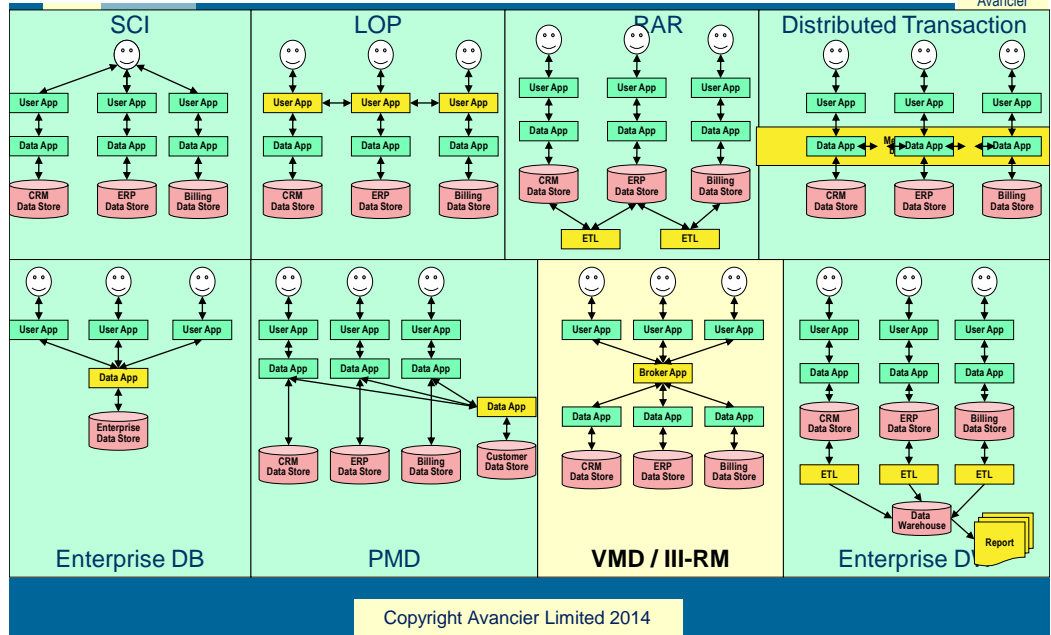 Avancier
SCI
User App
User App
User App
Data App
Data App
Data App
CRM
Data Store
ERP
Data Store
Billing
Data Store
LOP
User App
User App
User App
Data App
Data App
Data App
CRM
Data Store
ERP
Data Store
Billing
Data Store
RAR
User App
User App
User App
Data App
Data App
Data App
CRM
Data Store
ERP
Data Store
Billing
Data Store
ETL
ETL
Distributed Transaction
User App
User App
User App
Data App
Data App
Data App
CRM
Data Store
ERP
Data Store
Billing
Data Store
User App
User App
User App
Data App
Enterprise
Data Store
Enterprise DB
User App
User App
User App
Data App
Data App
Data App
Data App
CRM
Data Store
ERP
Data Store
Billing
Data Store
Customer
Data Store
PMD
User App
User App
User App
Broker App
Data App
Data App
Data App
CRM
Data Store
ERP
Data Store
Billing
Data Store
VMD / III-RM
User App
User App
User App
Data App
Data App
Data App
CRM
Data Store
ERP
Data Store
Billing
Data Store
ETL
ETL
ETL
Data
Warehouse
Report
Enterprise
Copyright Avancier Limited 2014